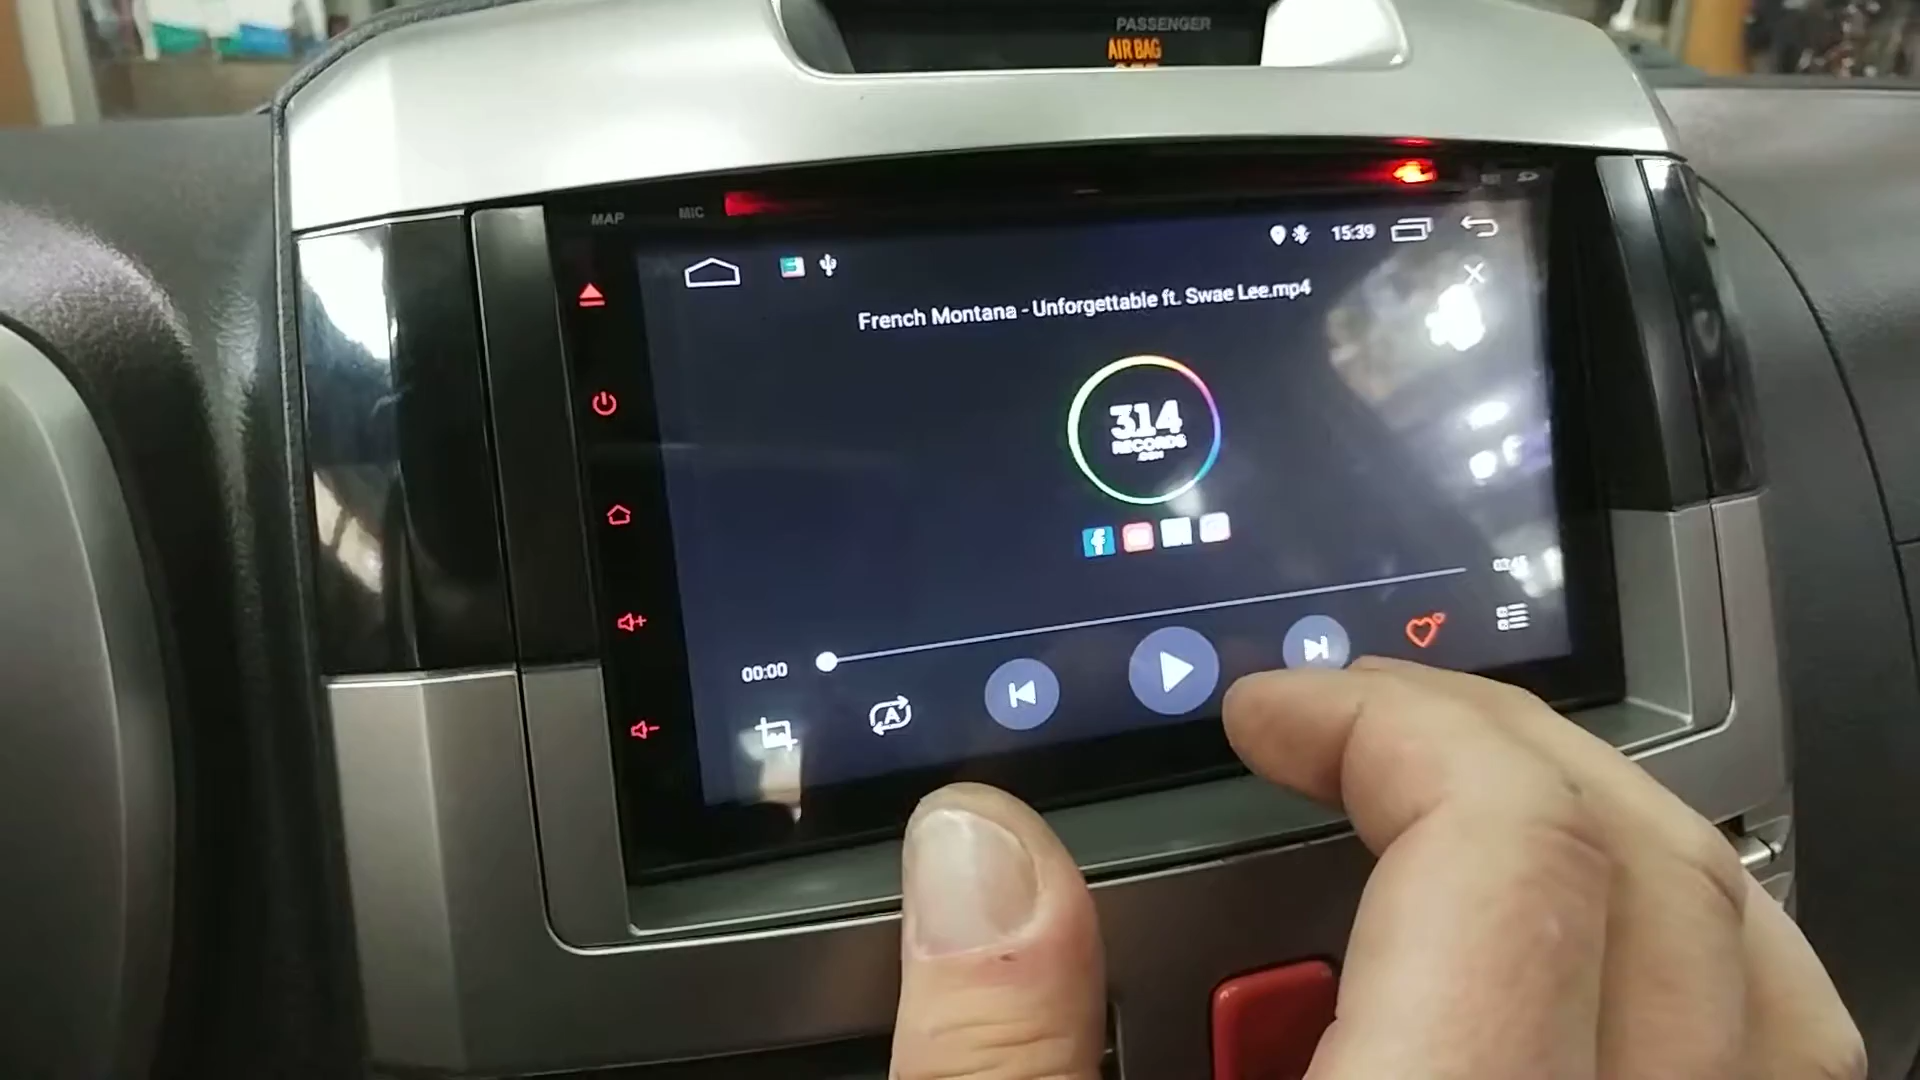 PASSENGER
AIR BAG
MAP
MIC
15:39
French Montana - Unforgettable ft. Swae Lee.mp4
314
RECORDS
00:00
A